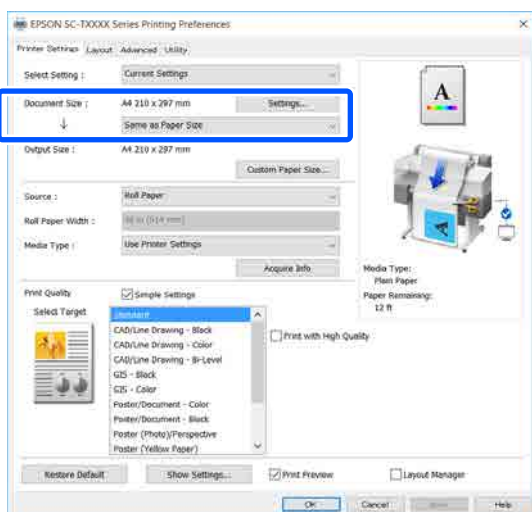 EPSON SC-TXXXX Series Printing Preferences
Printer Settings Layout Advanced Utility
Select Setting : Current Settings
Document Size : A4 210 x 297 mm Settings...
Same as Paper Size
Output Size : A4 210 x 297 mm
Custom Paper Size...
Source : Roll Paper
Roll Paper Width :
Media Type : Use Printer Settings
Acquire Info
A
Media Type:
Plain Paper
Paper Remaining:
12 ft
Print Quality Simple Settings
Select Target
Standard
CAD/Line Drawing - Black
CAD/Line Drawing - Color
CAD/Line Drawing - Bi-Level
GIS - Black
GIS - Color
Poster/Document - Color
Poster/Document - Black
Poster (Photo)/Perspective
Poster (Yellow Paper)
Print with High Quality
Restore Default Show Settings... Print Preview Layout Manager
OK Cancel Help